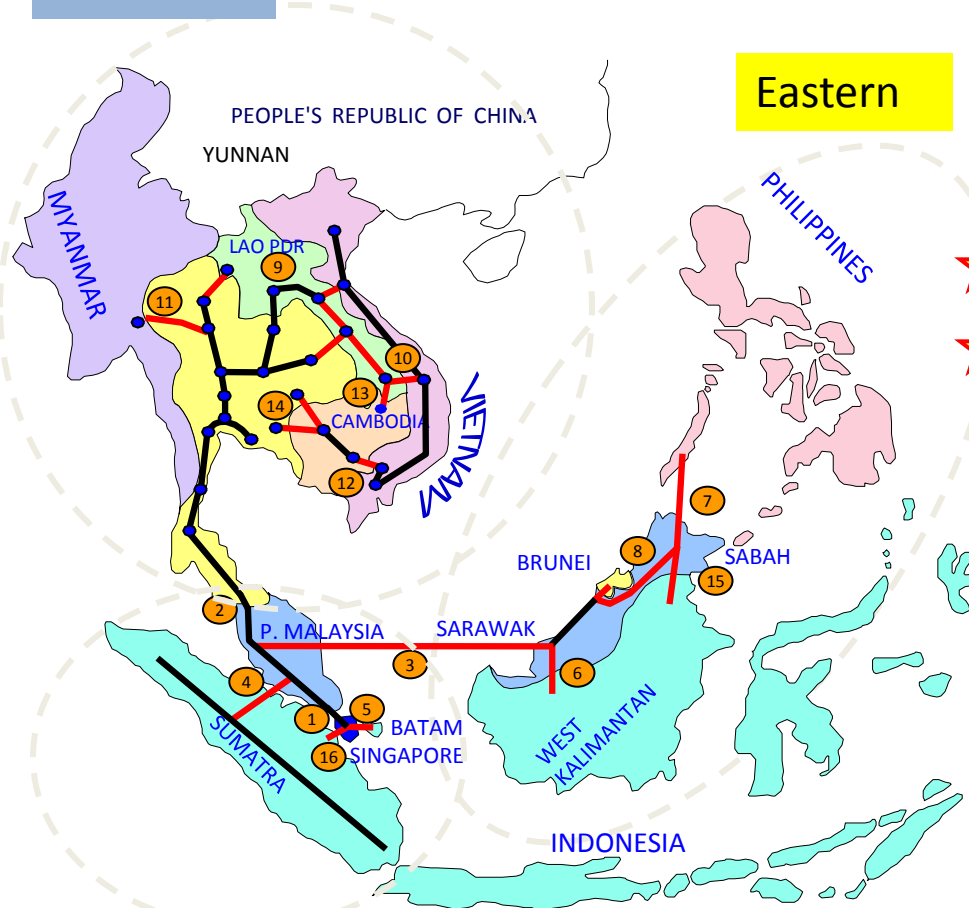 Eastern
PEOPLE'S REPUBLIC OF CHINA
YUNNAN
PHILIPPINES
MYANMAR
LAO PDR
9
11
10
13
14
CAMBODIA
VIETNAM
12
7
8
BRUNEI
SABAH
15
2
P. MALAYSIA
SARAWAK
3
6
4
5
1
BATAM
SUMATRA
16
SINGAPORE
WEST
KALIMANTAN
INDONESIA